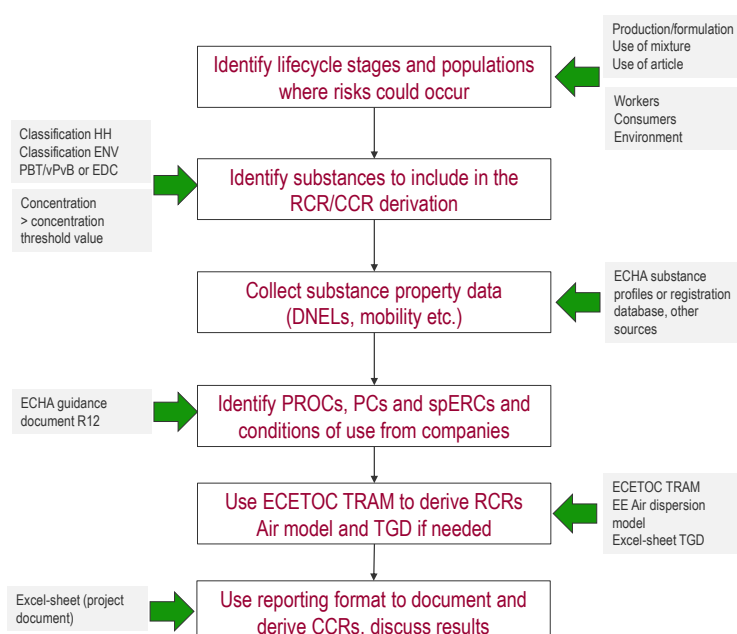 Production/formulation
Use of mixture
Use of article
Identify lifecycle stages and populations
where risks could occur
Workers
Consumers
Environment
Classification HH
Classification ENV
PBT/vPvB or EDC
Identify substances to include in the
RCR/CCR derivation
Concentration
> concentration
threshold value
Collect substance property data
(DNELs, mobility etc.)
ECHA substance
profiles or registration
database, other
sources
ECHA guidance
document R12
Identify PROCs, PCs and spERCs and
conditions of use from companies
Use ECETOC TRAM to derive RCRs
Air model and TGD if needed
ECETOC TRAM
EE Air dispersion
model
Excel-sheet TGD
Excel-sheet (project
document)
Use reporting format to document and
derive CCRs, discuss results